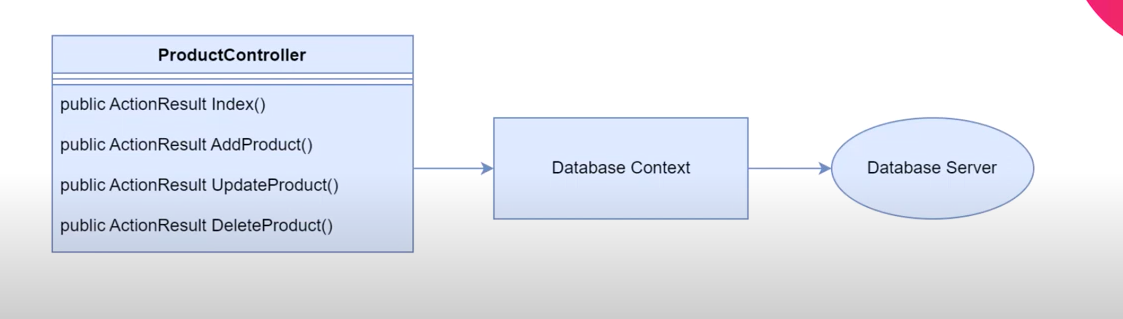 ProductController
public ActionResult Index()
public ActionResult AddProduct()
public ActionResult UpdateProduct()
public ActionResult DeleteProduct()
Database Context
Database Server